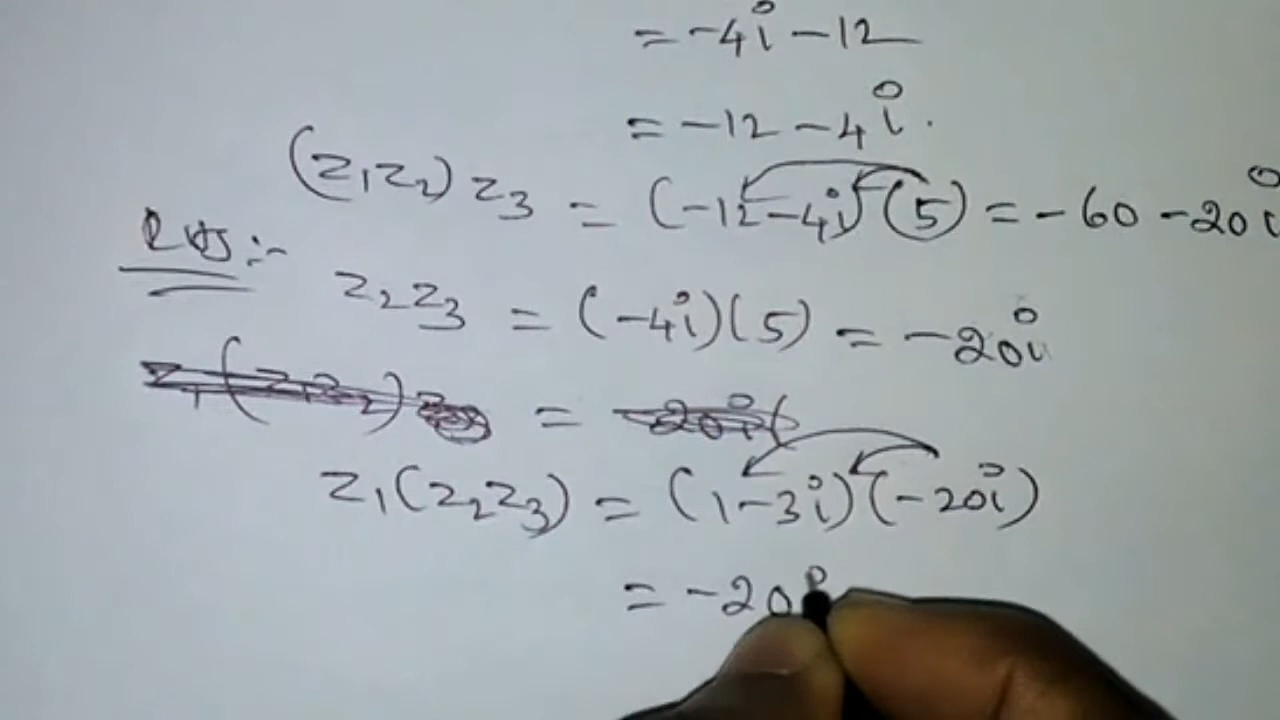 = -4i -12
= -12 -4i.
(z₁z₂) z₃ = (-12-4i)(5) = -60 -20i
RHS:-
z₂z₃ = (-4i)(5) = -20i
=
z₁(z₂z₃) = (1-3i)(-20i)
= -20i